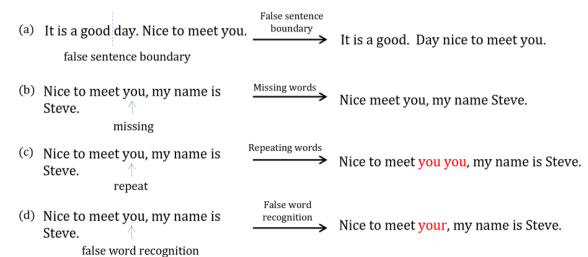 (a) It is a good day. Nice to meet you.
false sentence boundary
False sentence
boundary
It is a good. Day nice to meet you.
(b) Nice to meet you, my name is
Steve.
missing
Missing words
Nice meet you, my name Steve.
(c) Nice to meet you, my name is
Steve.
repeat
Repeating words
Nice to meet you you, my name is Steve.
(d) Nice to meet you, my name is
Steve.
false word recognition
False word
recognition
Nice to meet your, my name is Steve.